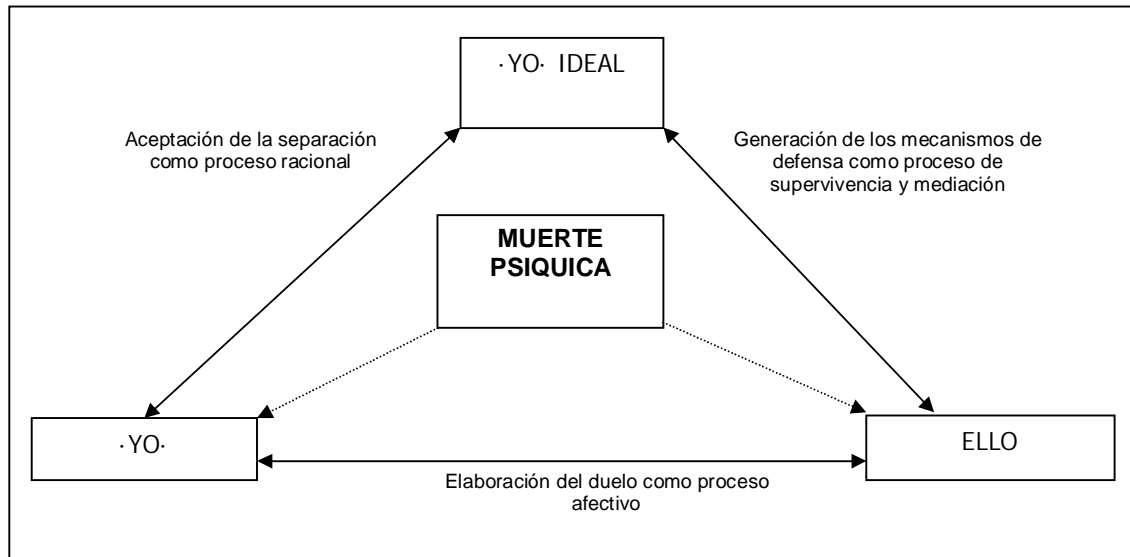 ·YO· IDEAL
Aceptación de la separación
como proceso racional
Generación de los mecanismos de
defensa como proceso de
supervivencia y mediación
MUERTE
PSIQUICA
·YO·
ELLO
Elaboración del duelo como proceso
afectivo